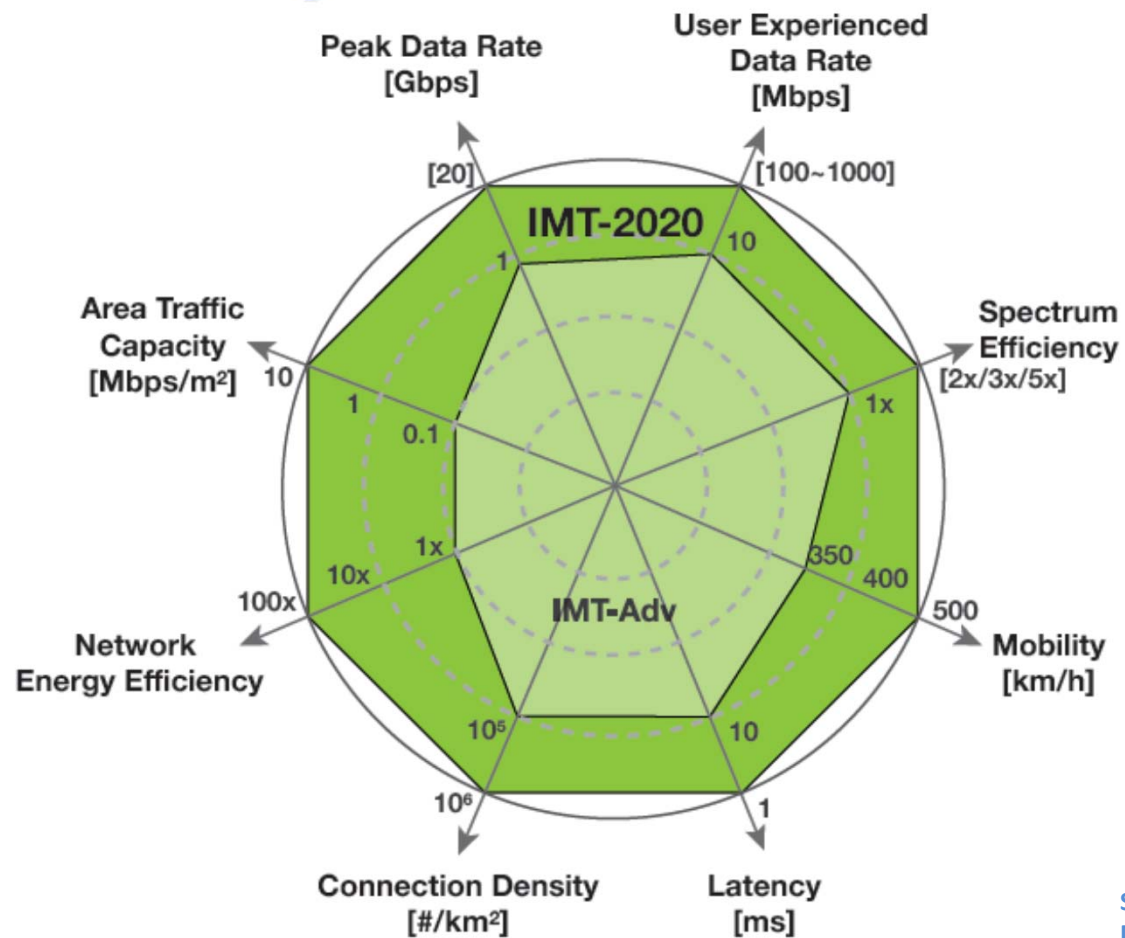 Peak Data Rate
[Gbps]
User Experienced
Data Rate
[Mbps]
[20]
[100~1000]
IMT-2020
1
10
Area Traffic
Capacity
[Mbps/m²]
10
1
0.1
Spectrum
Efficiency
[2x/3x/5x]
1x
1x
10x
100x
Network
Energy Efficiency
350
400
500
Mobility
[km/h]
IMT-Adv
10⁵
10⁶
10
1
Connection Density
[#/km²]
Latency
[ms]